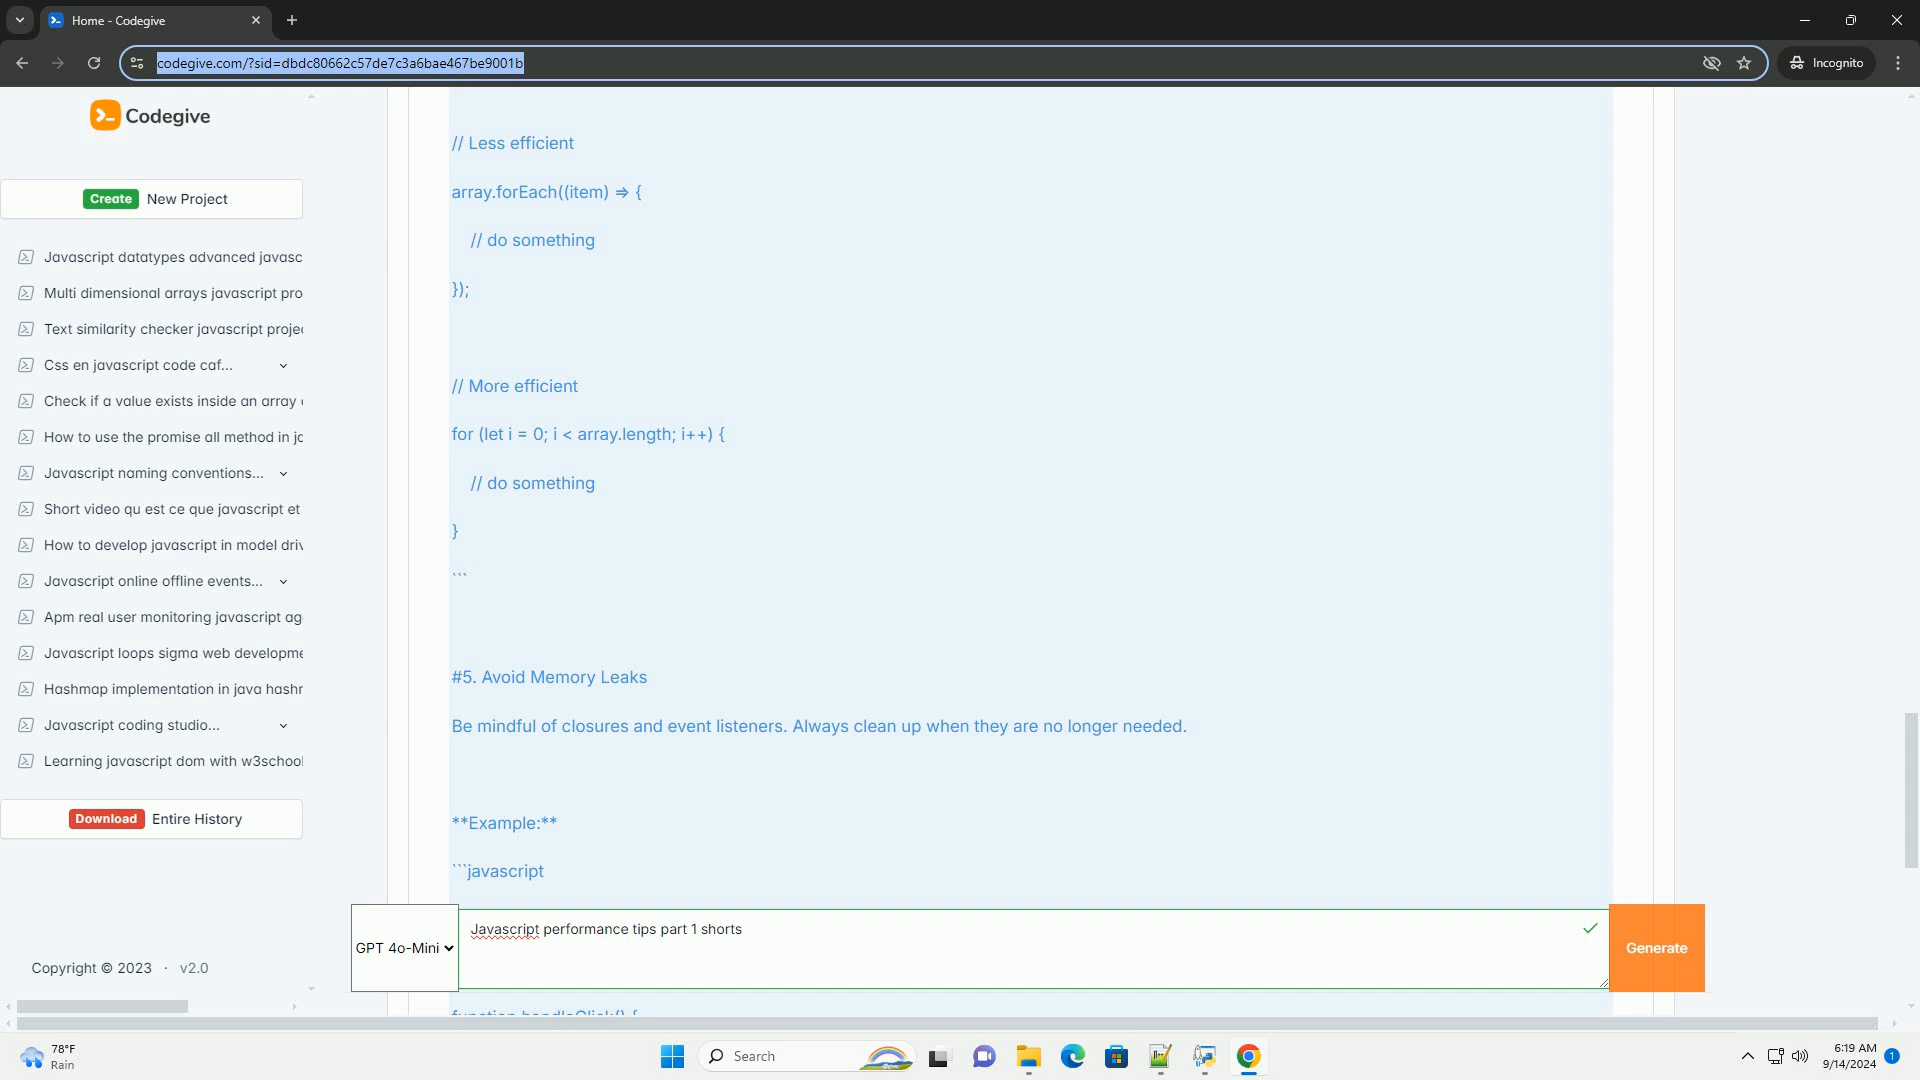 Home - Codegive
codegive.com/?sid=dbdc80662c57de7c3a6bae467be9001b
Incognito
Codegive
Create New Project
Javascript datatypes advanced javasc
Multi dimensional arrays javascript pro
Text similarity checker javascript proje
Css en javascript code caf...
Check if a value exists inside an array
How to use the promise all method in ja
Javascript naming conventions...
Short video qu est ce que javascript et
How to develop javascript in model driv
Javascript online offline events...
Apm real user monitoring javascript ag
Javascript loops sigma web developme
Hashmap implementation in java hashr
Javascript coding studio...
Learning javascript dom with w3school
Download Entire History
Copyright © 2023 · v2.0
// Less efficient
array.forEach((item) => {
// do something
});
// More efficient
for (let i = 0; i < array.length; i++) {
// do something
}
```
#5. Avoid Memory Leaks
Be mindful of closures and event listeners. Always clean up when they are no longer needed.
**Example:**
```javascript
GPT 4o-Mini
Javascript performance tips part 1 shorts
Generate
function handleClick() {
78°F
Rain
Search
6:19 AM
9/14/2024
1